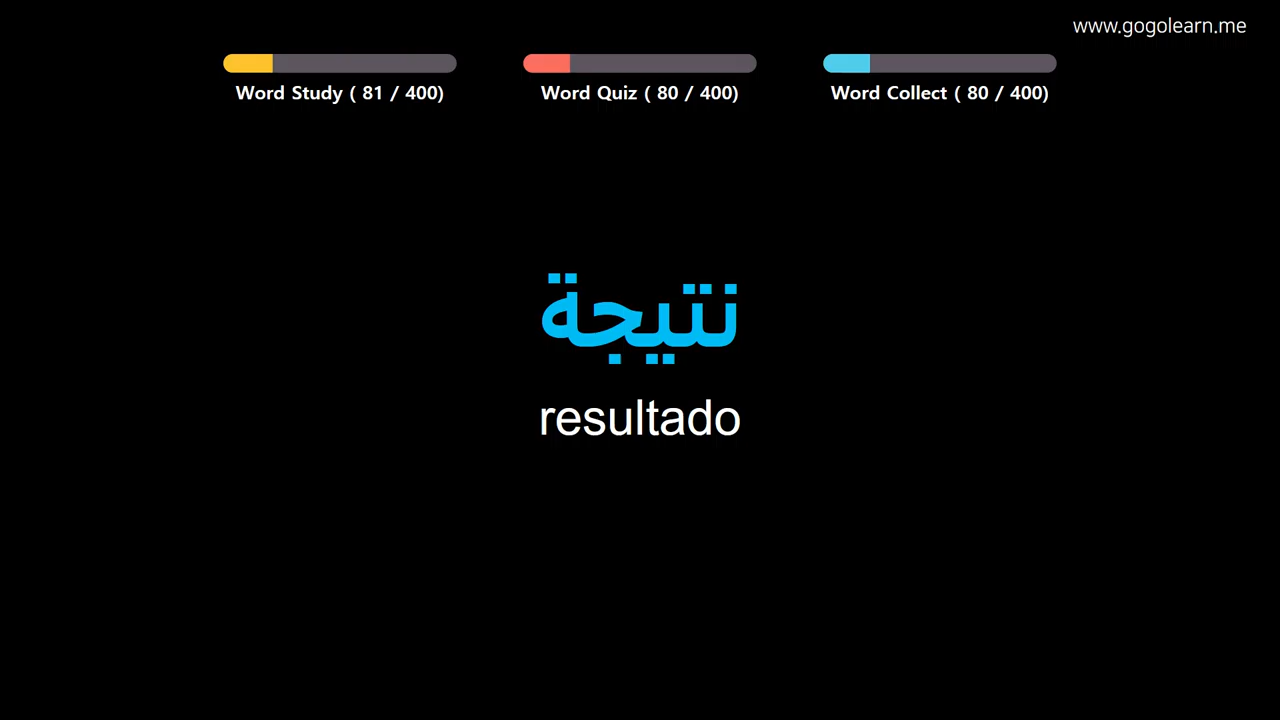 www.gogolearn.me
Word Study ( 81 / 400)
Word Quiz ( 80 / 400)
Word Collect ( 80 / 400)
نتيجة
resultado